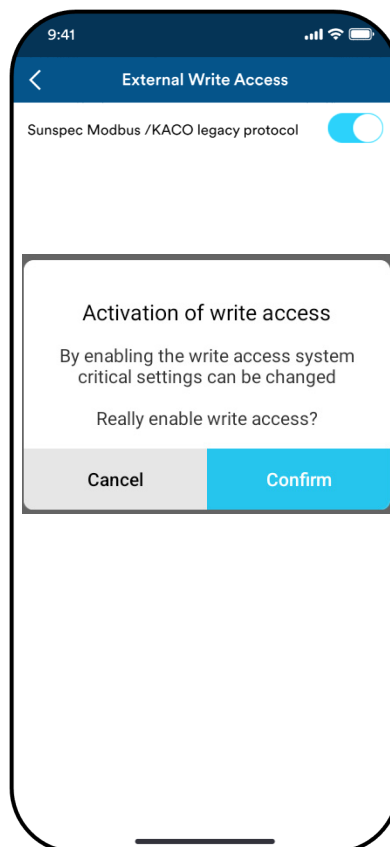 9:41
External Write Access
Sunspec Modbus /KACO legacy protocol
Activation of write access
By enabling the write access system
critical settings can be changed
Really enable write access?
Cancel
Confirm